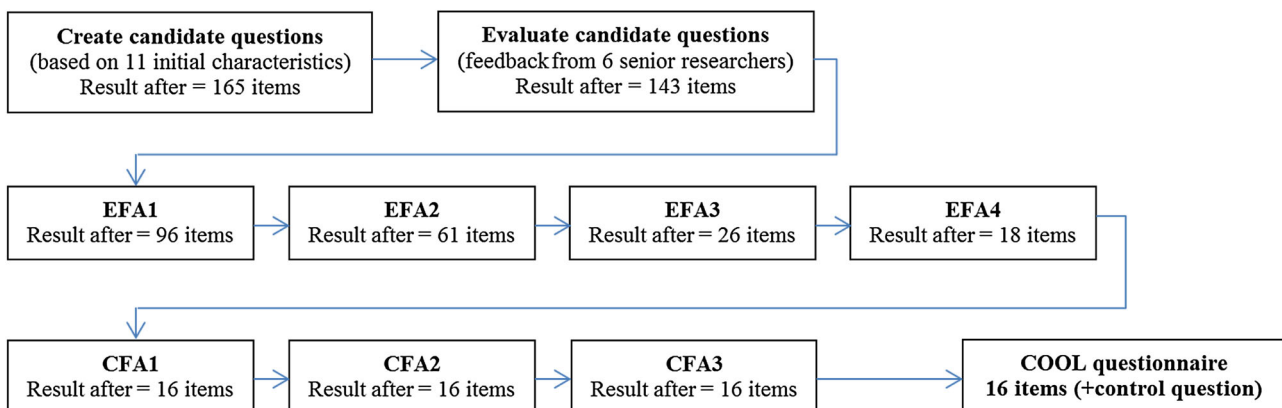 Create candidate questions
(based on 11 initial characteristics)
Result after = 165 items
Evaluate candidate questions
(feedback from 6 senior researchers)
Result after = 143 items
EFA1
Result after = 96 items
EFA2
Result after = 61 items
EFA3
Result after = 26 items
EFA4
Result after = 18 items
CFA1
Result after = 16 items
CFA2
Result after = 16 items
CFA3
Result after = 16 items
COOL questionnaire
16 items (+control question)